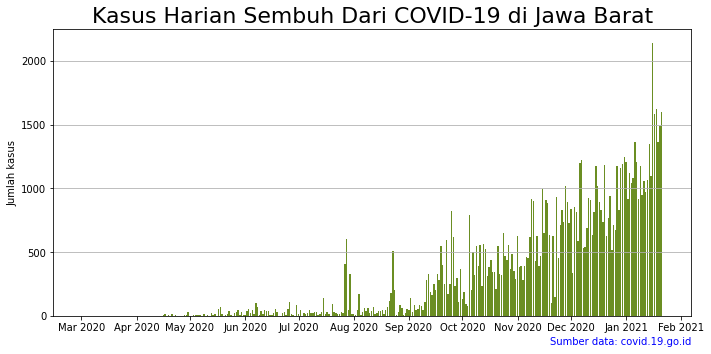 Kasus Harian Sembuh Dari COVID-19 di Jawa Barat
Jumlah kasus
2000
1500
1000
500
0
Mar 2020 Apr 2020 May 2020 Jun 2020 Jul 2020 Aug 2020 Sep 2020 Oct 2020 Nov 2020 Dec 2020 Jan 2021 Feb 2021
Sumber data: covid.19.go.id